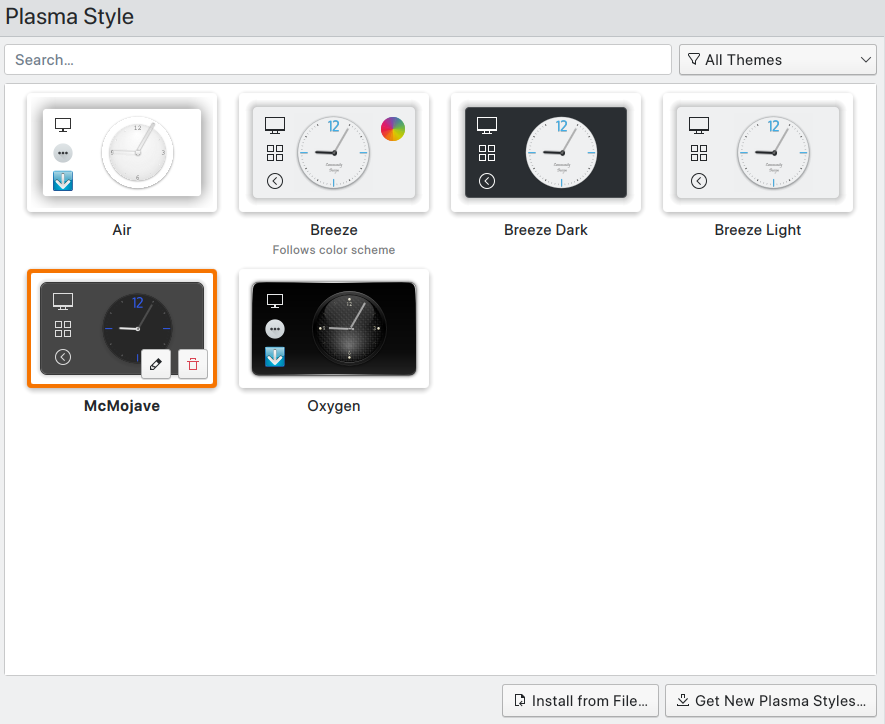 Plasma Style
Search...
All Themes
12
12
12
12
Air
Breeze
Breeze Dark
Breeze Light
Follows color scheme
12
12
McMojave
Oxygen
Install from File...
Get New Plasma Styles...